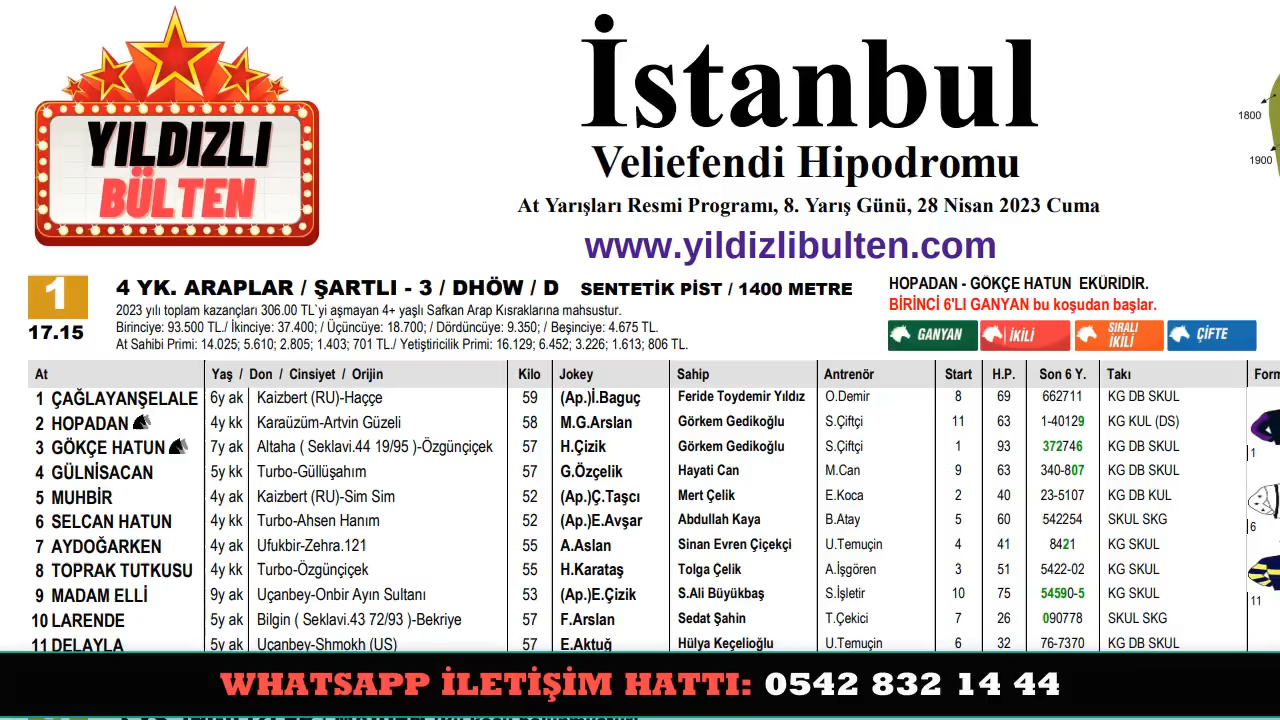 YILDIZLI
BÜLTEN
İstanbul
Veliefendi Hipodromu
At Yarışları Resmi Programı, 8. Yarış Günü, 28 Nisan 2023 Cuma
www.yildizlibulten.com
1800
1900
1
17.15
4 YK. ARAPLAR / ŞARTLI - 3 / DHÖW / D SENTETİK PİST / 1400 METRE
2023 yılı toplam kazançları 306.00 TL`yi aşmayan 4+ yaşlı Safkan Arap Kısraklarına mahsustur.
Birinciye: 93.500 TL./ İkinciye: 37.400; / Üçüncüye: 18.700; / Dördüncüye: 9.350; / Beşinciye: 4.675 TL.
At Sahibi Primi: 14.025; 5.610; 2.805; 1.403; 701 TL./ Yetiştiricilik Primi: 16.129; 6.452; 3.226; 1.613; 806 TL.
HOPADAN - GÖKÇE HATUN EKÜRİDİR.
BİRİNCİ 6'LI GANYAN bu koşudan başlar.
GANYAN İKİLİ SIRALI İKİLİ ÇİFTE
At Yaş / Don / Cinsiyet / Orijin Kilo Jokey Sahip Antrenör Start H.P. Son 6 Y. Takı Form
1 ÇAĞLAYANŞELALE 6y ak Kaizbert (RU)-Haççe 59 (Ap.)İ.Baguç Feride Toydemir Yıldız O.Demir 8 69 662711 KG DB SKUL
2 HOPADAN 4y ak Karaüzüm-Artvin Güzeli 58 M.G.Arslan Görkem Gedikoğlu S.Çiftçi 11 63 1-40129 KG KUL (DS)
3 GÖKÇE HATUN 7y ak Altaha ( Seklavi.44 19/95 )-Özgünçiçek 57 H.Çizik Görkem Gedikoğlu S.Çiftçi 1 93 372746 KG DB SKUL
4 GÜLNİSACAN 5y kk Turbo-Güllüşahım 57 G.Özçelik Hayati Can M.Can 9 63 340-807 KG DB SKUL
5 MUHBİR 4y ak Kaizbert (RU)-Sim Sim 52 (Ap.)Ç.Taşcı Mert Çelik E.Koca 2 40 23-5107 KG DB KUL
6 SELCAN HATUN 4y kk Turbo-Ahsen Hanım 52 (Ap.)E.Avşar Abdullah Kaya B.Atay 5 60 542254 SKUL SKG
7 AYDOĞARKEN 4y ak Ufukbir-Zehra.121 55 A.Aslan Sinan Evren Çiçekçi U.Temuçin 4 41 8421 KG SKUL
8 TOPRAK TUTKUSU 4y ak Turbo-Özgünçiçek 55 H.Karataş Tolga Çelik A.İşgören 3 51 5422-02 KG SKUL
9 MADAM ELLİ 9y ak Uçanbey-Onbir Ayın Sultanı 53 (Ap.)E.Çizik S.Ali Büyükbaş S.İşletir 10 75 54590-5 KG SKUL
10 LARENDE 5y ak Bilgin ( Seklavi.43 72/93 )-Bekriye 57 F.Arslan Sedat Şahin T.Çekici 7 26 090778 SKUL SKG
11 DELAYLA 5y ak Uçanbey-Shmokh (US) 57 E.Aktuğ Hülya Keçelioğlu U.Temuçin 6 32 76-7370 KG DB SKUL
1
6
11
WHATSAPP İLETİŞİM HATTI: 0542 832 14 44